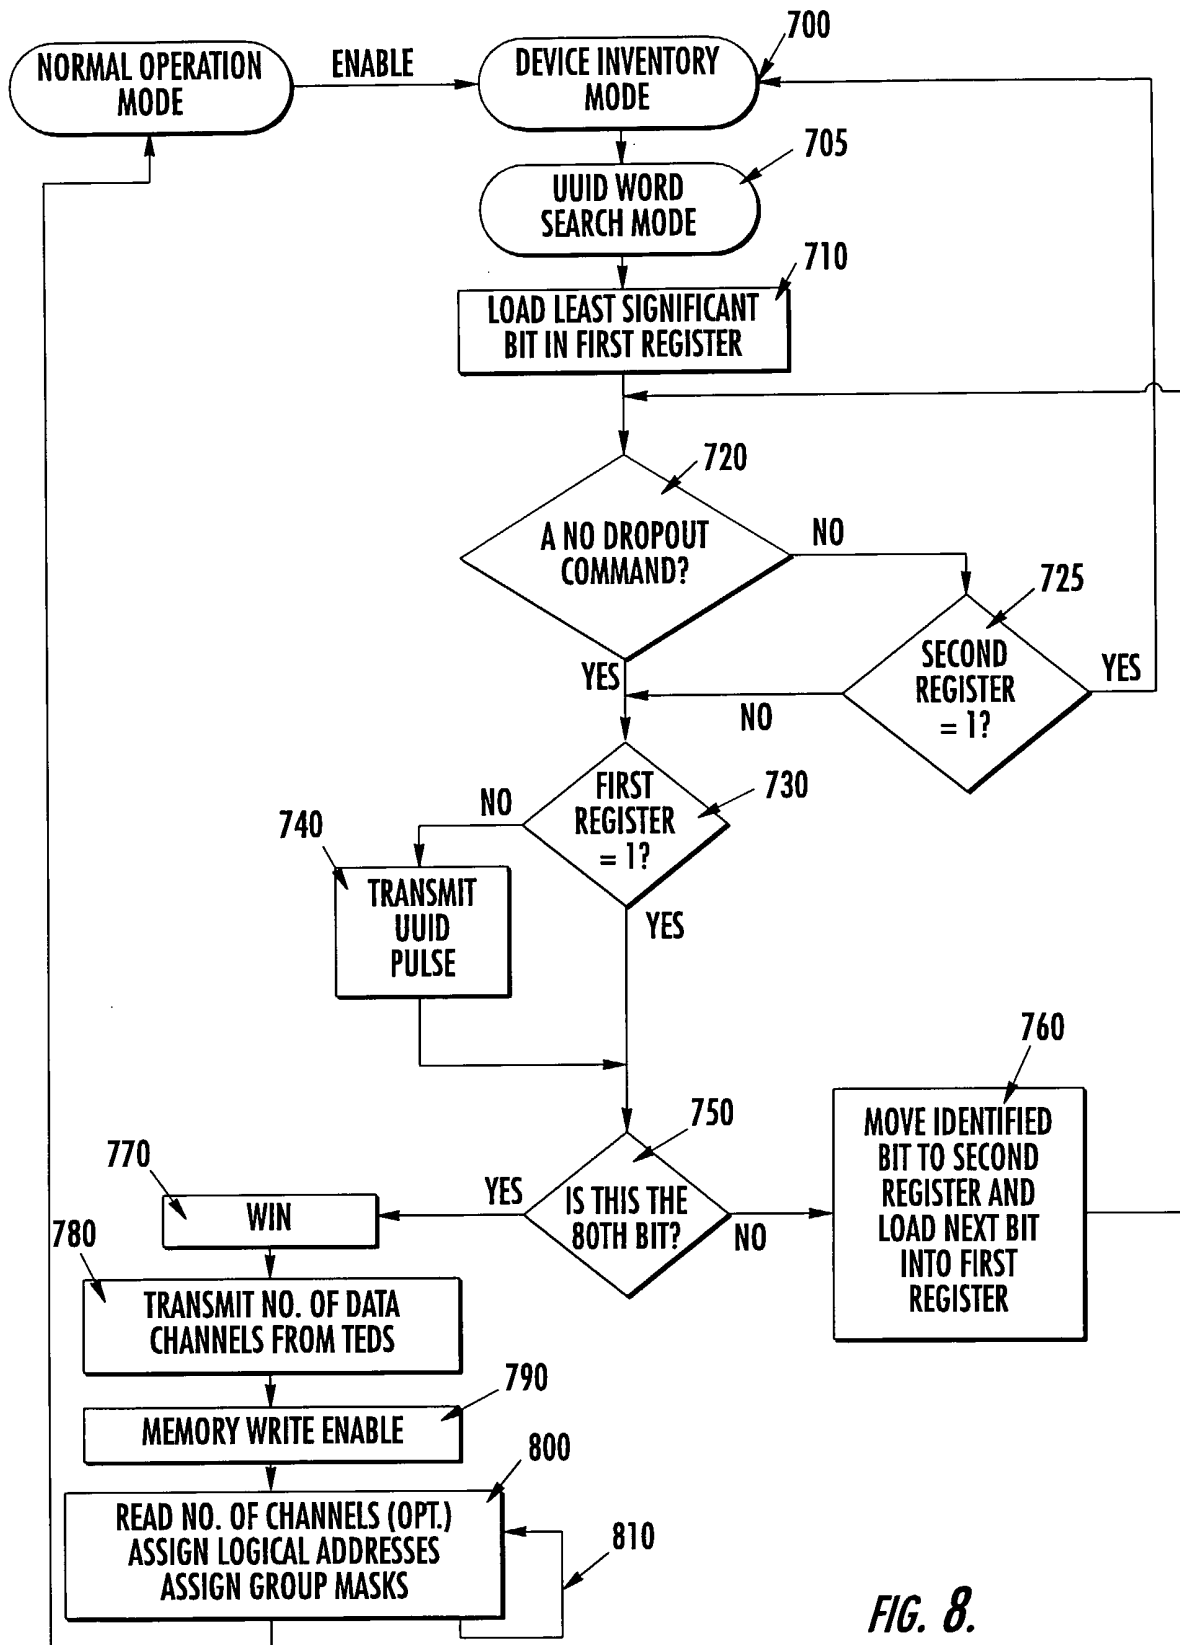 NORMAL OPERATION
MODE
ENABLE
DEVICE INVENTORY
MODE
700
UUID WORD
SEARCH MODE
705
LOAD LEAST SIGNIFICANT
BIT IN FIRST REGISTER
710
A NO DROPOUT
COMMAND?
720
NO
YES
SECOND
REGISTER
= 1?
725
YES
NO
FIRST
REGISTER
= 1?
730
NO
YES
740
TRANSMIT
UUID
PULSE
IS THIS THE
80TH BIT?
750
YES
NO
760
MOVE IDENTIFIED
BIT TO SECOND
REGISTER AND
LOAD NEXT BIT
INTO FIRST
REGISTER
770
WIN
780
TRANSMIT NO. OF DATA
CHANNELS FROM TEDS
790
MEMORY WRITE ENABLE
800
READ NO. OF CHANNELS (OPT.)
ASSIGN LOGICAL ADDRESSES
ASSIGN GROUP MASKS
810
FIG. 8.